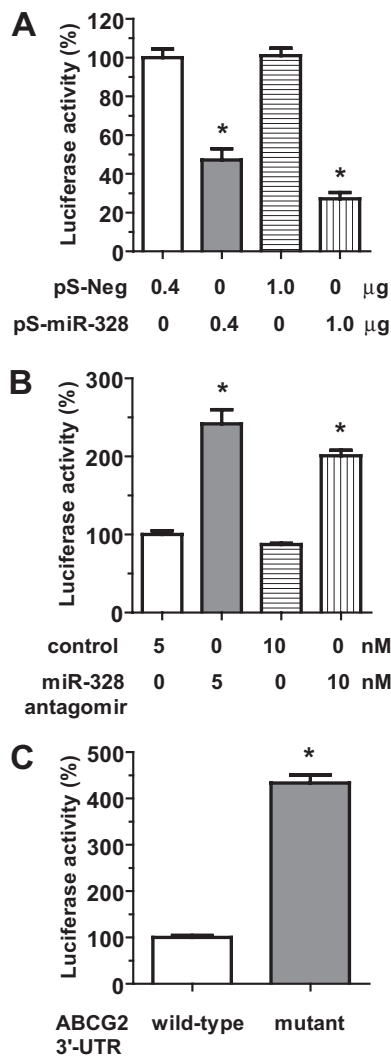 A
Luciferase activity (%)
120
100
80
60
40
20
0
*
*
pS-Neg 0.4 0 1.0 0 μg
pS-miR-328 0 0.4 0 1.0 μg
B
Luciferase activity (%)
300
200
100
0
*
*
control 5 0 10 0 nM
miR-328 0 5 0 10 nM
antagomir
C
Luciferase activity (%)
500
400
300
200
100
0
*
ABCG2 wild-type mutant
3'-UTR